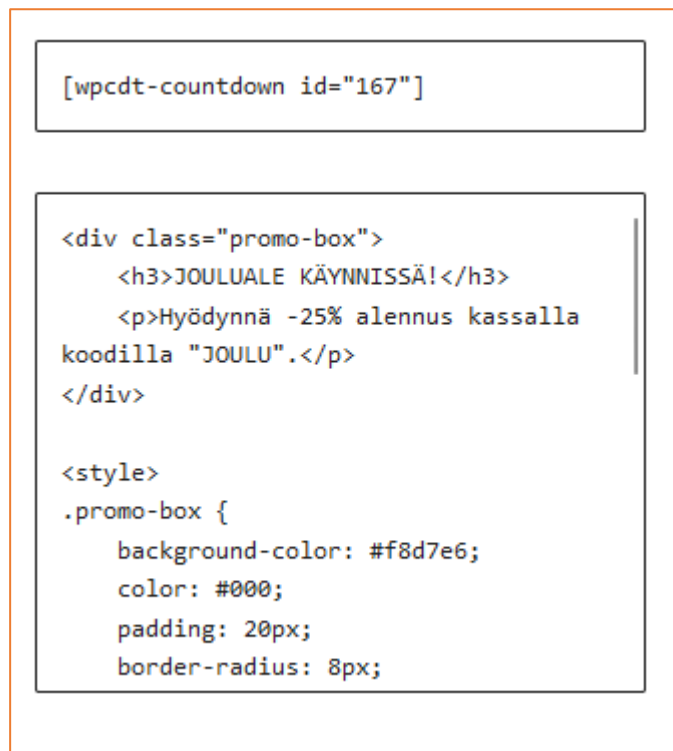 [wpcdt-countdown id="167"]
<div class="promo-box">
    <h3>JOULUALE KÄYNNISSÄ!</h3>
    <p>Hyödynnä -25% alennus kassalla
koodilla "JOULU".</p>
</div>
<style>
.promo-box {
    background-color: #f8d7e6;
    color: #000;
    padding: 20px;
    border-radius: 8px;